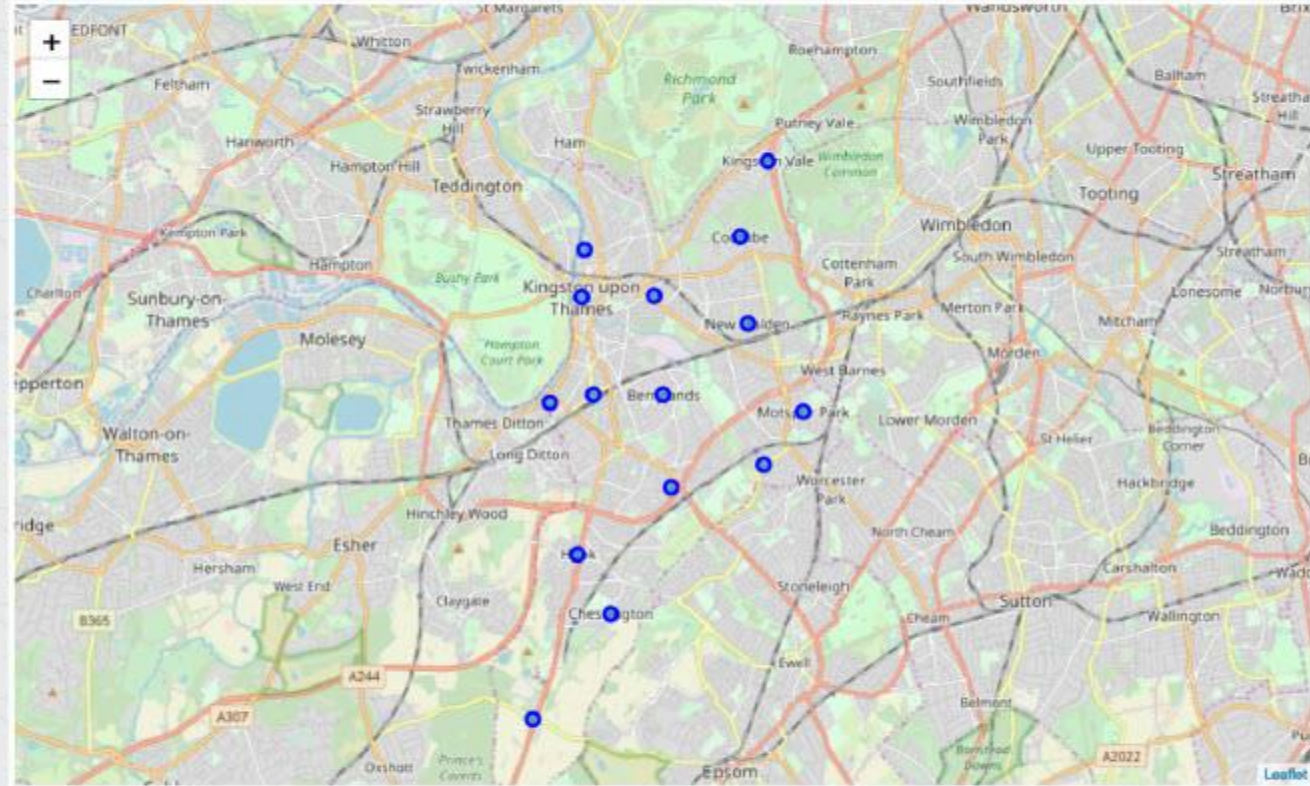 St Margarets
Wandsworth
+
EDFONT
Whitton
Roehampton
Twickenham
Richmond
Park
Balham
−
Feltham
Southfields
Streatha
Hill
Strawberry
Hill
Putney Vale
Wimbledon
Park
Hanworth
Ham
Upper Tooting
Hampton Hill
Wimbledon
Common
Streatham
Teddington
Tooting
Kempton Park
Wimbledon
Hampton
South Wimbledon
Streatham
Bushy Park
Cottenham
Park
Charlton
Sunbury-on-
Thames
Kingston upon
Thames
Lonesome
Norbur
Merton Park
Raynes Park
Mitcham
Molesey
Hampton
Court Park
Morden
epperton
West Barnes
Thames Ditton
Lower Morden
Walton-on-
Thames
St Helier
Beddington
Corner
Long Ditton
Worcester
Park
Hackbridge
Hinchley Wood
ridge
North Cheam
Beddington
Esher
Hersham
Carshalton
West End
Stoneleigh
Claygate
Sutton
Cheam
Wallington
B365
A244
Ewell
Belmont
A307
Oxshott
Prince's
Coverts
Epsom
Banstead
Downs
A2022
Leaflet